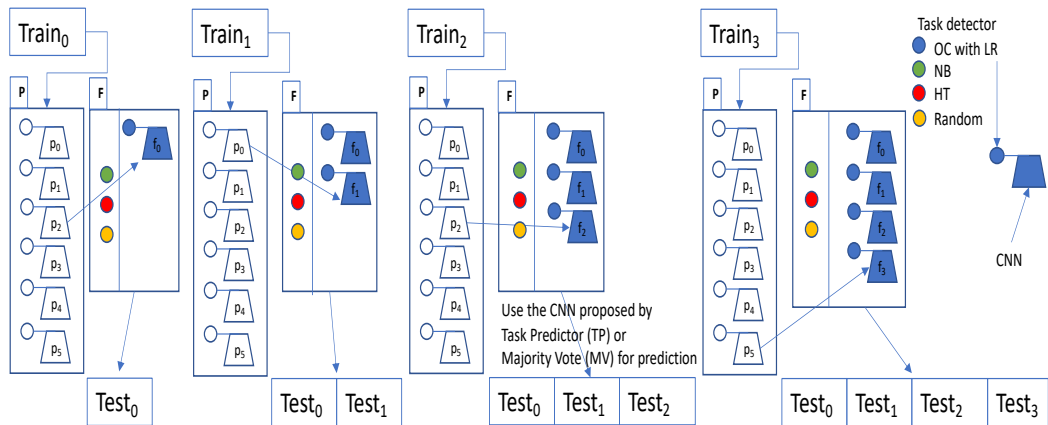 Train₀
P
F
p₀
p₁
p₂
p₃
p₄
p₅
f₀
Test₀
Train₁
P
F
p₀
p₁
p₂
p₃
p₄
p₅
f₀
f₁
Test₀
Test₁
Train₂
P
F
p₀
p₁
p₂
p₃
p₄
p₅
f₀
f₁
f₂
Use the CNN proposed by
Task Predictor (TP) or
Majority Vote (MV) for prediction
Test₀
Test₁
Test₂
Train₃
P
F
p₀
p₁
p₂
p₃
p₄
p₅
f₀
f₁
f₂
f₃
Test₀
Test₁
Test₂
Test₃
Task detector
OC with LR
NB
HT
Random
CNN